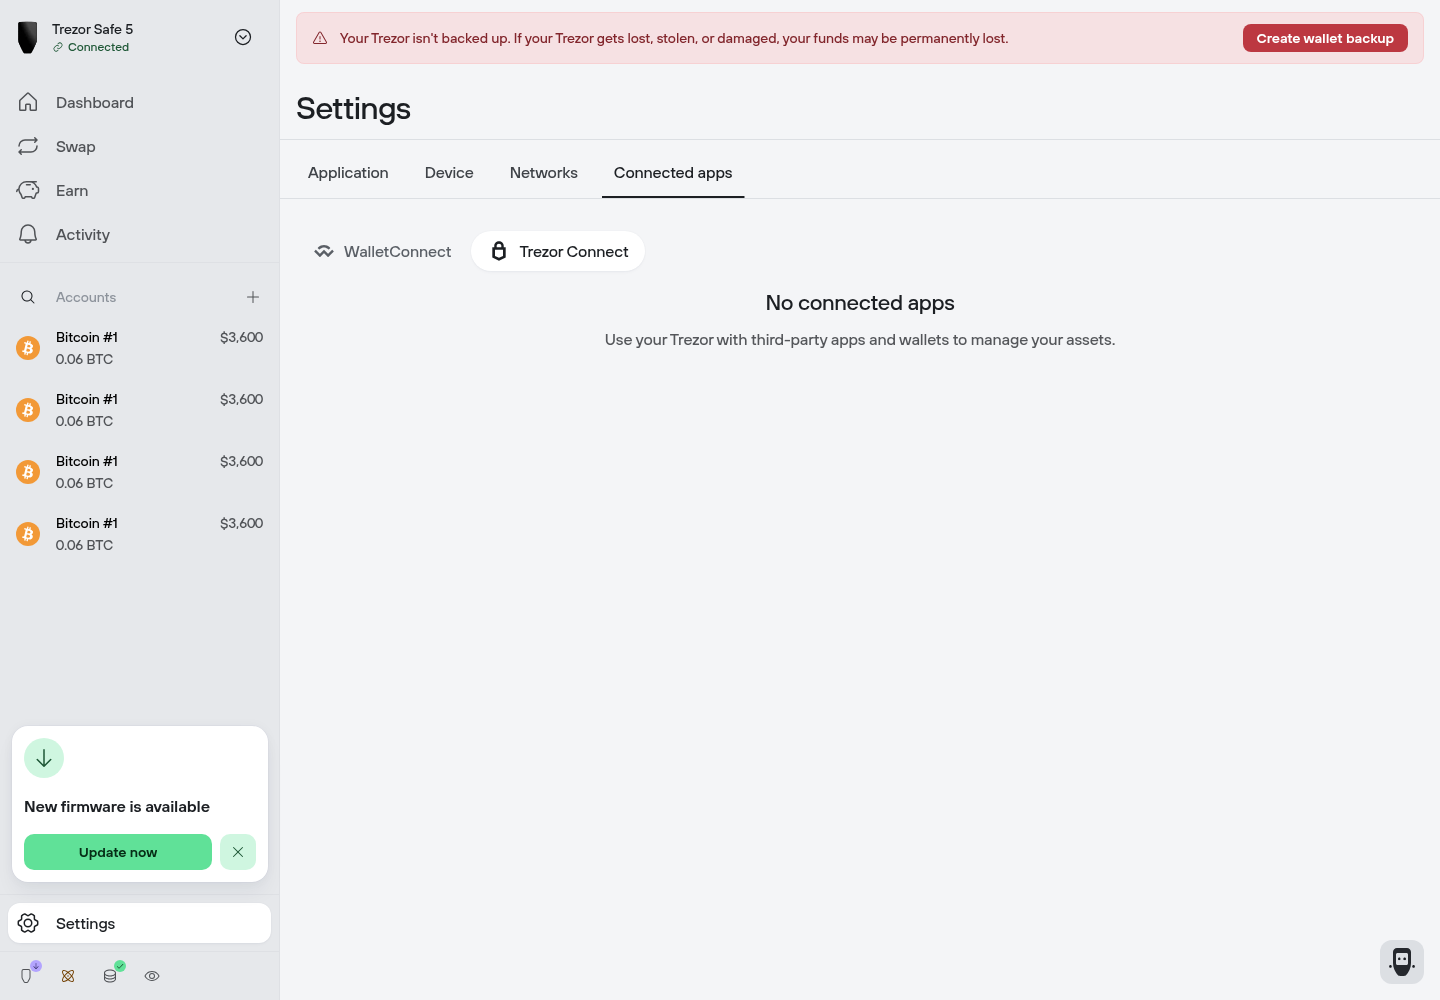 Trezor Safe 5
Connected
Dashboard
Swap
Earn
Activity
Accounts
Bitcoin #1 $3,600
0.06 BTC
Bitcoin #1 $3,600
0.06 BTC
Bitcoin #1 $3,600
0.06 BTC
Bitcoin #1 $3,600
0.06 BTC
New firmware is available
Update now
Settings
Your Trezor isn't backed up. If your Trezor gets lost, stolen, or damaged, your funds may be permanently lost.
Create wallet backup
Settings
Application Device Networks Connected apps
WalletConnect Trezor Connect
No connected apps
Use your Trezor with third-party apps and wallets to manage your assets.